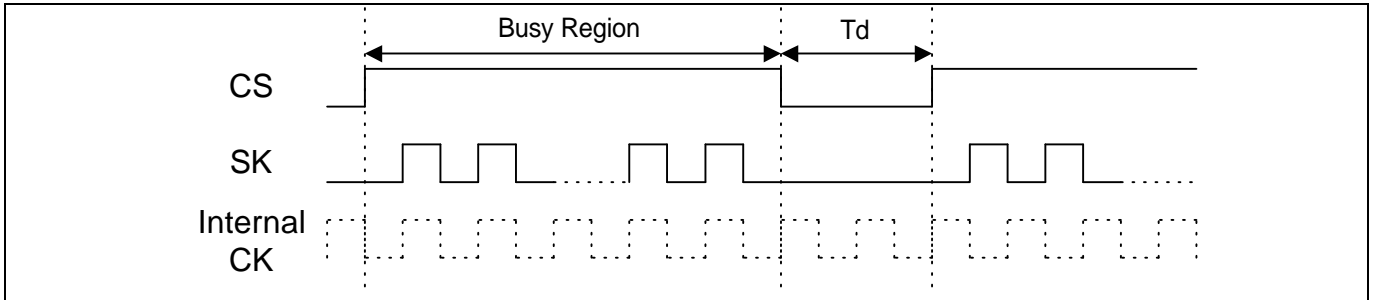 Busy Region
Td
CS
SK
Internal
CK